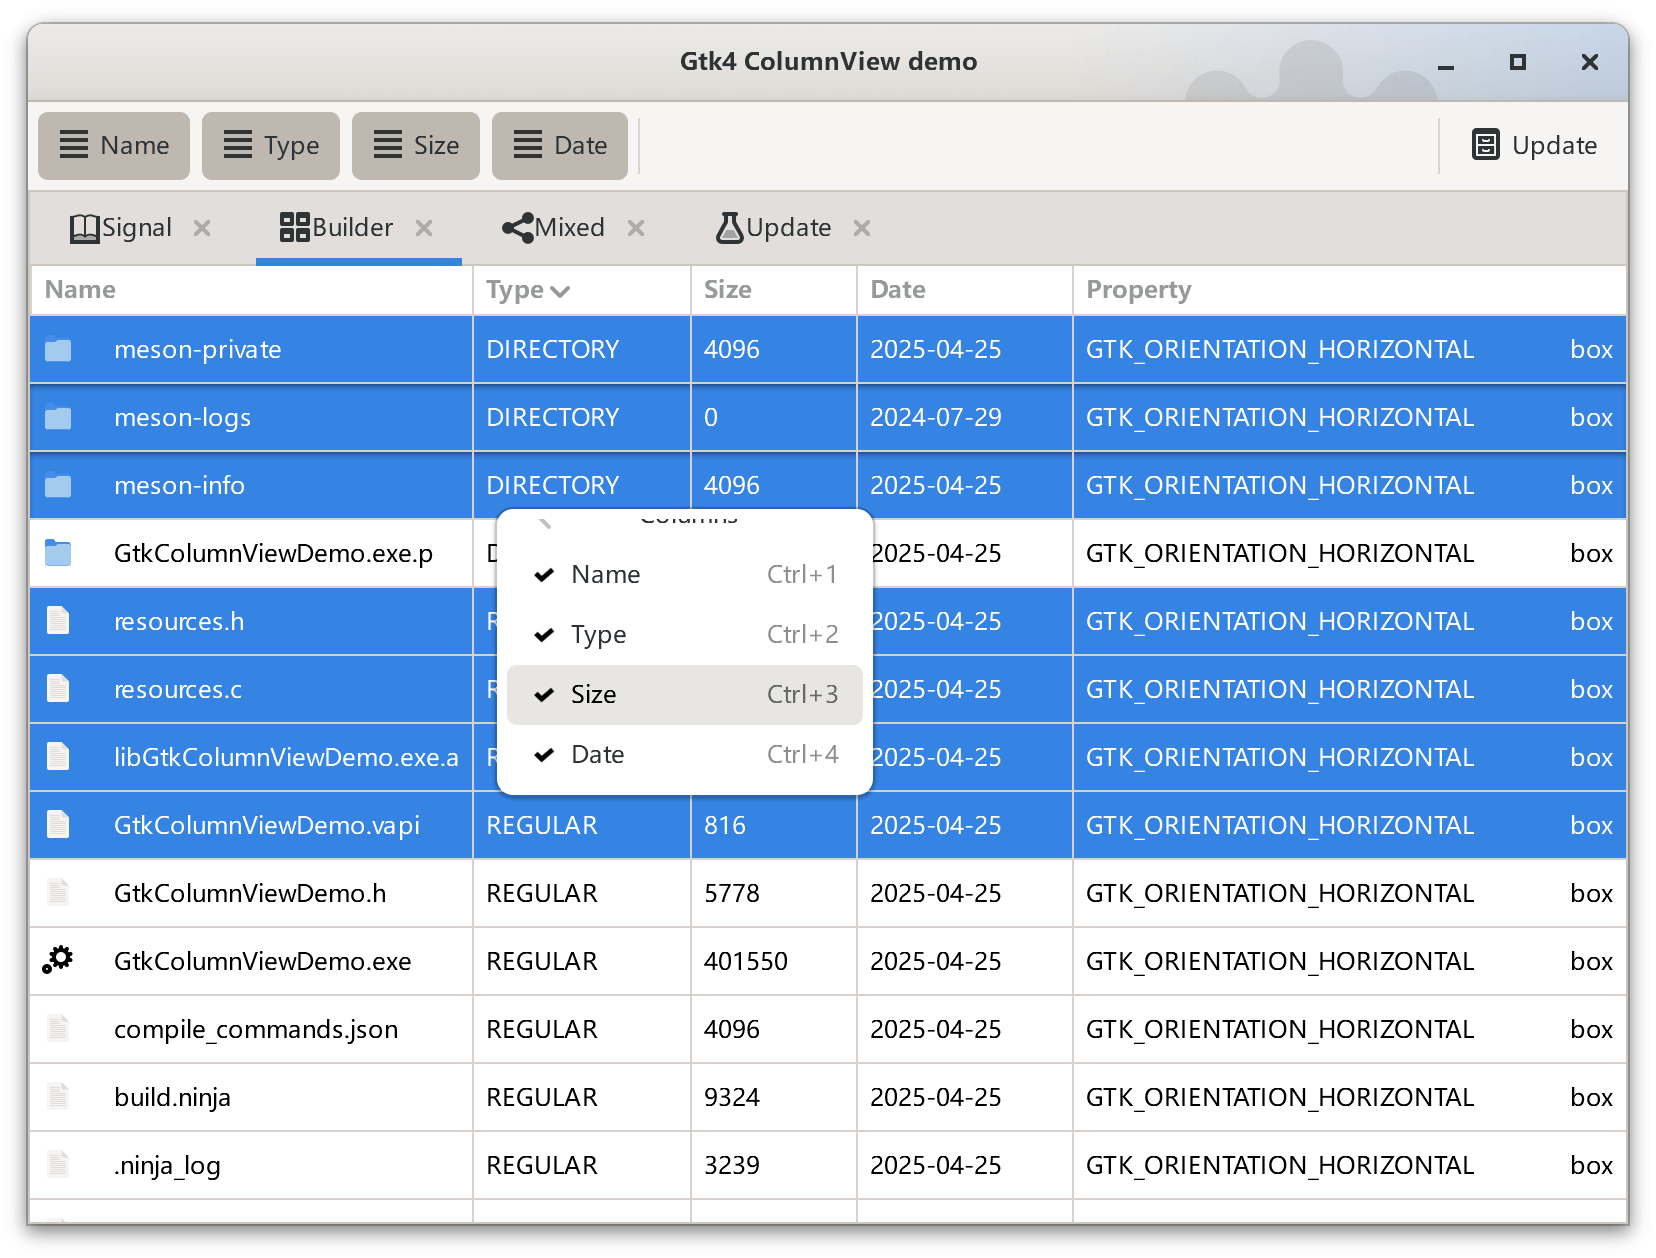 Gtk4 ColumnView demo
Name Type Size Date Update
Signal Builder Mixed Update
Name Type Size Date Property
meson-private DIRECTORY 4096 2025-04-25 GTK_ORIENTATION_HORIZONTAL box
meson-logs DIRECTORY 0 2024-07-29 GTK_ORIENTATION_HORIZONTAL box
meson-info DIRECTORY 4096 2025-04-25 GTK_ORIENTATION_HORIZONTAL box
Columns
GtkColumnViewDemo.exe.p D 2025-04-25 GTK_ORIENTATION_HORIZONTAL box
Name Ctrl+1
resources.h R 2025-04-25 GTK_ORIENTATION_HORIZONTAL box
Type Ctrl+2
resources.c R 2025-04-25 GTK_ORIENTATION_HORIZONTAL box
Size Ctrl+3
libGtkColumnViewDemo.exe.a R 2025-04-25 GTK_ORIENTATION_HORIZONTAL box
Date Ctrl+4
GtkColumnViewDemo.vapi REGULAR 816 2025-04-25 GTK_ORIENTATION_HORIZONTAL box
GtkColumnViewDemo.h REGULAR 5778 2025-04-25 GTK_ORIENTATION_HORIZONTAL box
GtkColumnViewDemo.exe REGULAR 401550 2025-04-25 GTK_ORIENTATION_HORIZONTAL box
compile_commands.json REGULAR 4096 2025-04-25 GTK_ORIENTATION_HORIZONTAL box
build.ninja REGULAR 9324 2025-04-25 GTK_ORIENTATION_HORIZONTAL box
.ninja_log REGULAR 3239 2025-04-25 GTK_ORIENTATION_HORIZONTAL box